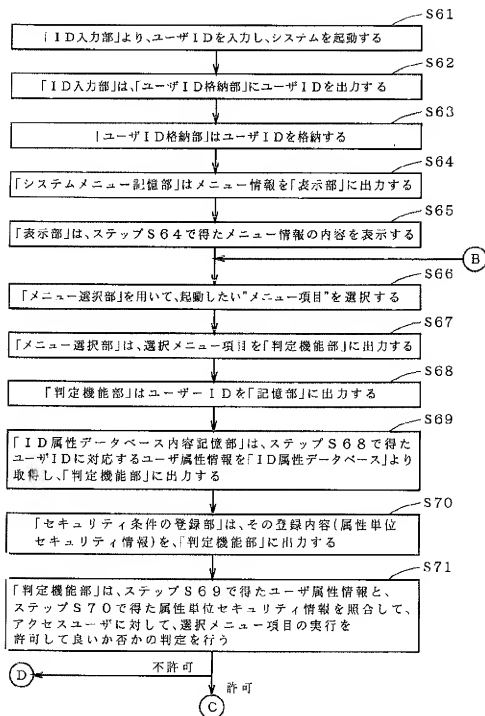 S61
「ID入力部」より、ユーザIDを入力し、システムを起動する
S62
「ID入力部」は、「ユーザID格納部」にユーザIDを出力する
S63
「ユーザID格納部」はユーザIDを格納する
S64
「システムメニュー記憶部」はメニュー情報を「表示部」に出力する
S65
「表示部」は、ステップS64で得たメニュー情報の内容を表示する
B
S66
「メニュー選択部」を用いて、起動したい"メニュー項目"を選択する
S67
「メニュー選択部」は、選択メニュー項目を「判定機能部」に出力する
S68
「判定機能部」はユーザーIDを「記憶部」に出力する
S69
「ID属性データベース内容記憶部」は、ステップS68で得た
ユーザIDに対応するユーザ属性情報を「ID属性データベース」より
取得し、「判定機能部」に出力する
S70
「セキュリティ条件の登録部」は、その登録内容(属性単位
セキュリティ情報)を、「判定機能部」に出力する
S71
「判定機能部」は、ステップS69で得たユーザ属性情報と、
ステップS70で得た属性単位セキュリティ情報を照合して、
アクセスユーザに対して、選択メニュー項目の実行を
許可して良いか否かの判定を行う
不許可
D
許可
C